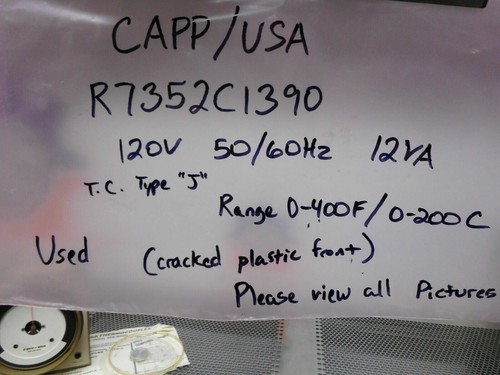 CAPP/USA
R7352C1390
120V 50/60Hz 12VA
T.C. Type "J"
Range 0-400F/0-200C
Used (cracked plastic front)
Please view all Pictures